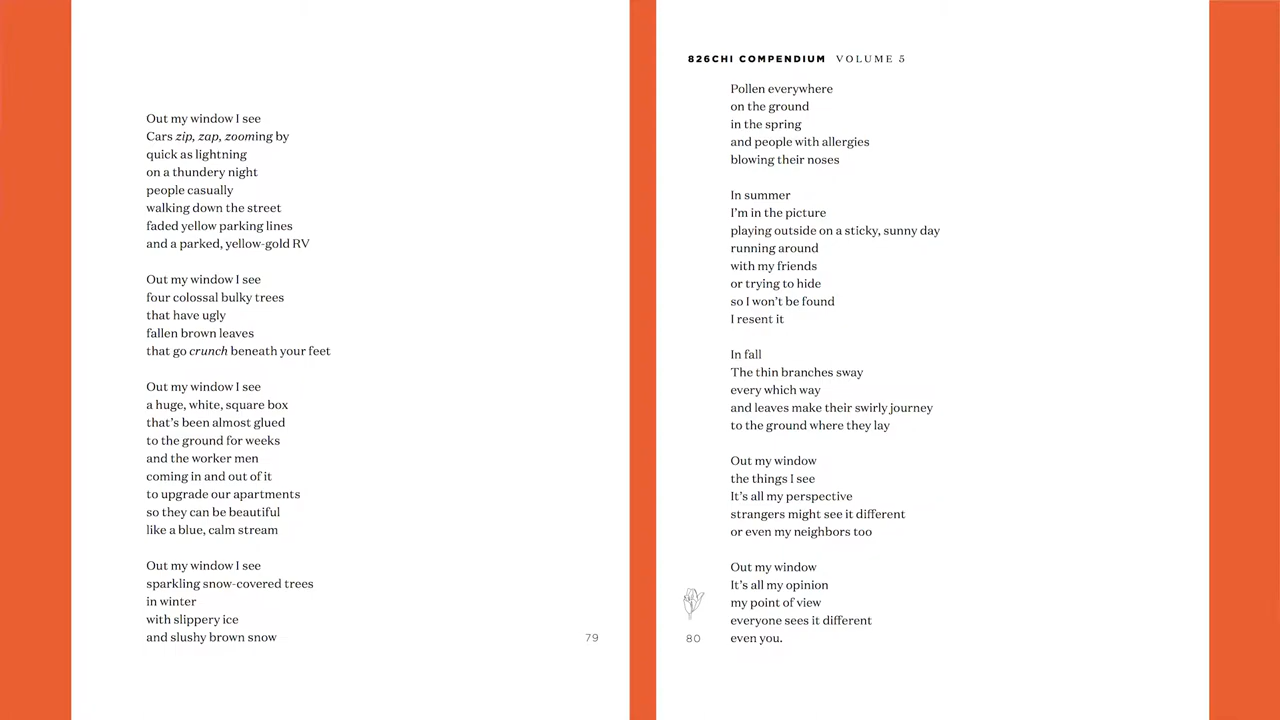 Out my window I see
Cars zip, zap, zooming by
quick as lightning
on a thundery night
people casually
walking down the street
faded yellow parking lines
and a parked, yellow-gold RV
Out my window I see
four colossal bulky trees
that have ugly
fallen brown leaves
that go crunch beneath your feet
Out my window I see
a huge, white, square box
that's been almost glued
to the ground for weeks
and the worker men
coming in and out of it
to upgrade our apartments
so they can be beautiful
like a blue, calm stream
Out my window I see
sparkling snow-covered trees
in winter
with slippery ice
and slushy brown snow
79
826CHI COMPENDIUM VOLUME 5
Pollen everywhere
on the ground
in the spring
and people with allergies
blowing their noses
In summer
I'm in the picture
playing outside on a sticky, sunny day
running around
with my friends
or trying to hide
so I won't be found
I resent it
In fall
The thin branches sway
every which way
and leaves make their swirly journey
to the ground where they lay
Out my window
the things I see
It's all my perspective
strangers might see it different
or even my neighbors too
Out my window
It's all my opinion
my point of view
everyone sees it different
even you.
80